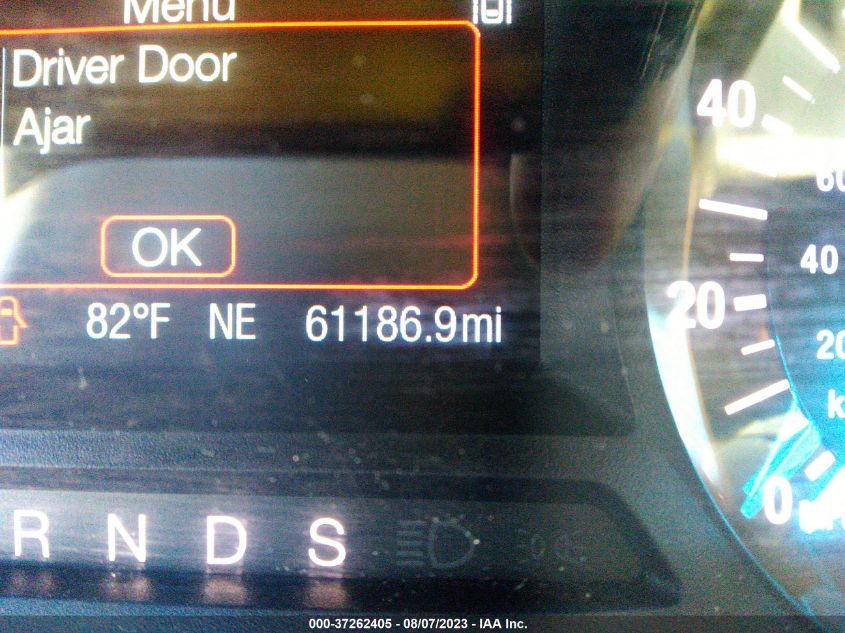 Menu
Driver Door
Ajar
OK
82°F NE 61186.9mi
R N D S
40
20
0
60
40
20
000-37262405 - 08/07/2023 - IAA Inc.